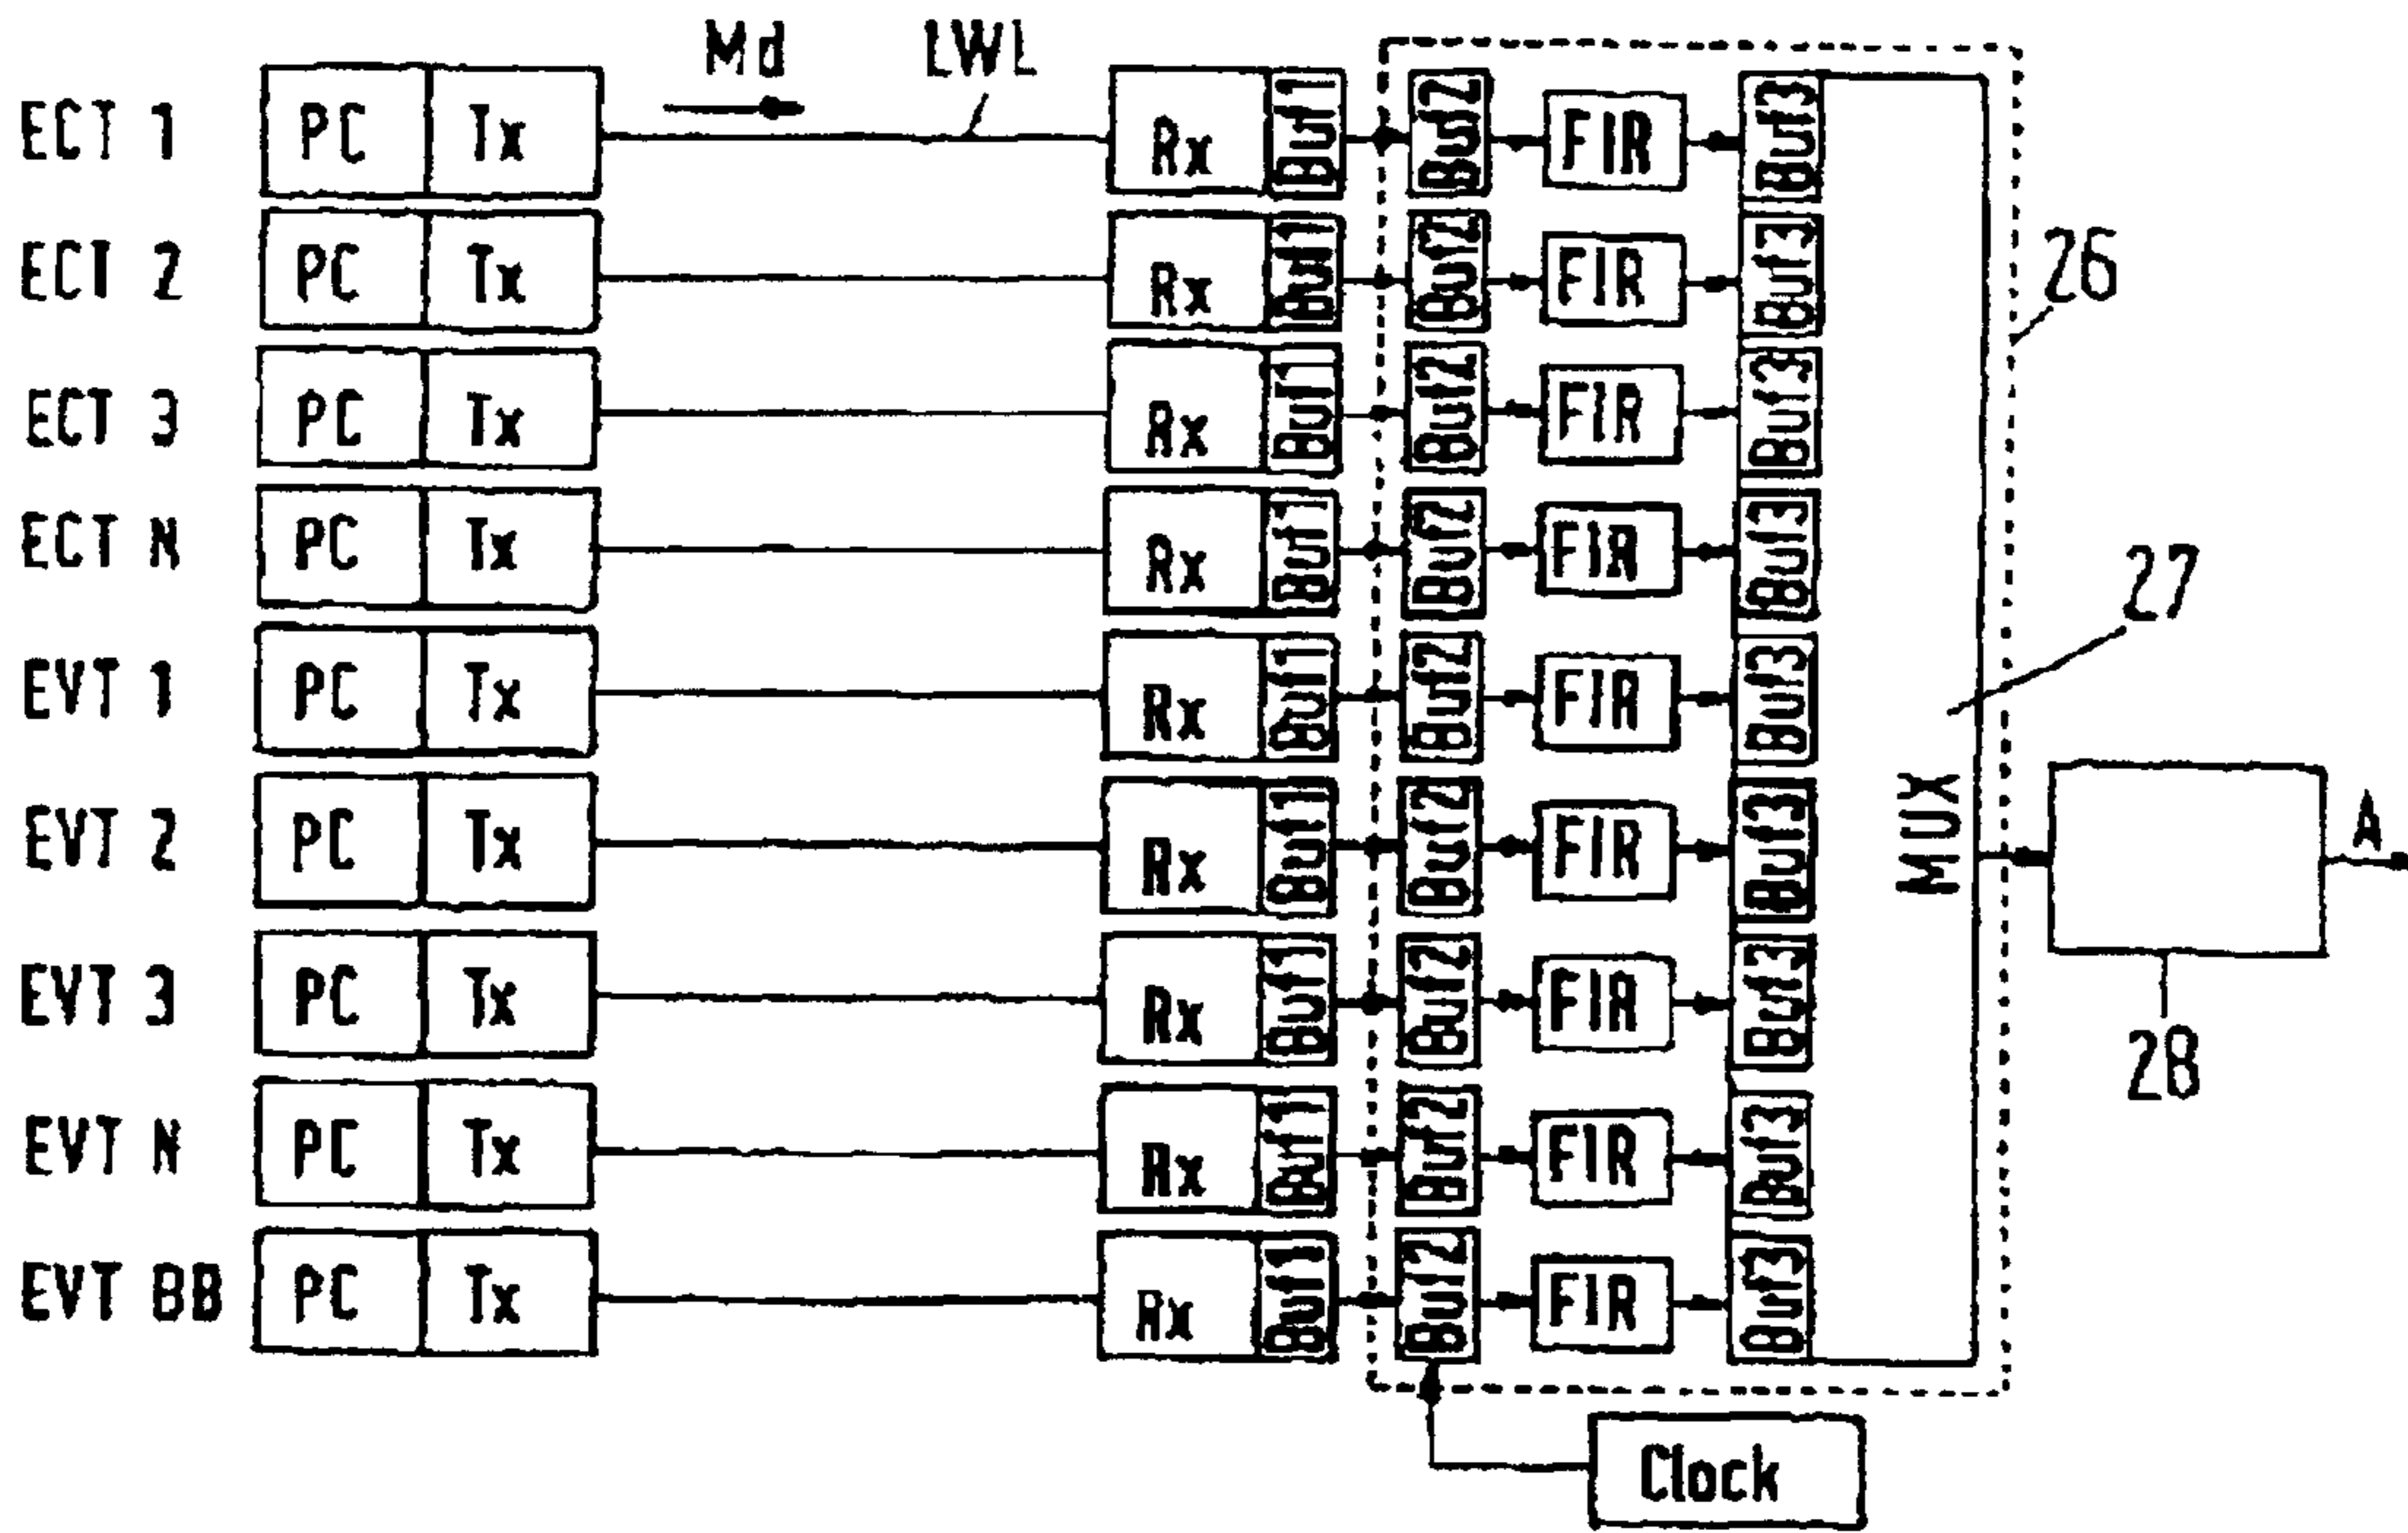 Md LWL
ECT 1 PC Tx Rx Buf1 Buf2 FIR Buf3
ECT 2 PC Tx Rx Buf1 Buf2 FIR Buf3
26
ECT 3 PC Tx Rx Buf1 Buf2 FIR Buf3
ECT N PC Tx Rx Buf1 Buf2 FIR Buf3
27
EVT 1 PC Tx Rx Buf1 Buf2 FIR Buf3
EVT 2 PC Tx Rx Buf1 Buf2 FIR Buf3 MUX A
EVT 3 PC Tx Rx Buf1 Buf2 FIR Buf3
28
EVT N PC Tx Rx Buf1 Buf2 FIR Buf3
EVT BB PC Tx Rx Buf1 Buf2 FIR Buf3
Clock